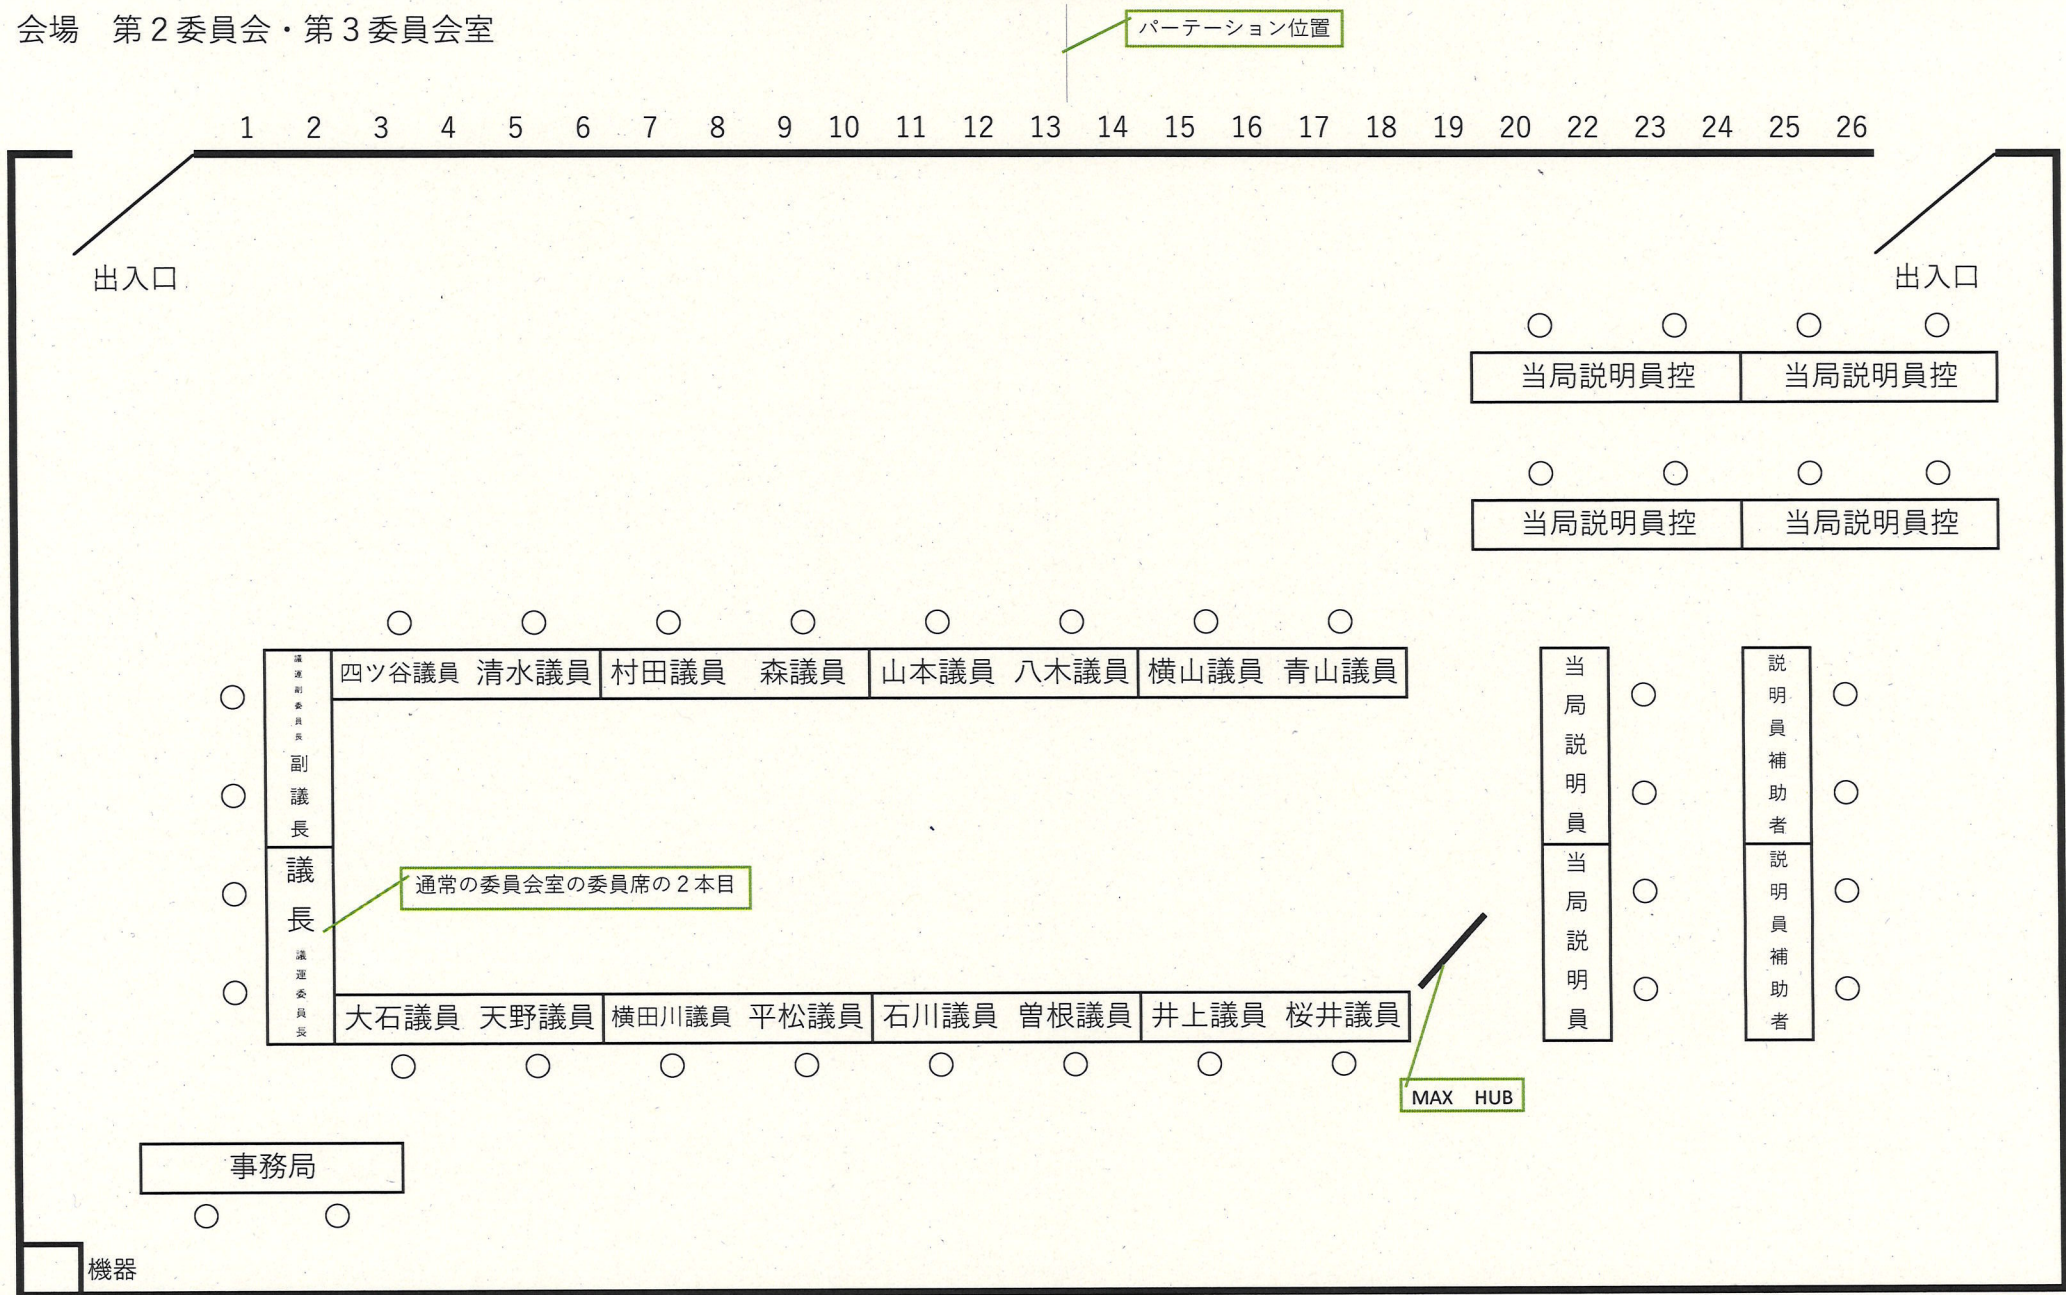 会場　第２委員会・第３委員会室
パーテーション位置
1 2 3 4 5 6 7 8 9 10 11 12 13 14 15 16 17 18 19 20 22 23 24 25 26
出入口
出入口
当局説明員控 当局説明員控
当局説明員控 当局説明員控
議運副委員長
副議長
議長
議運委員長
四ツ谷議員 清水議員 村田議員 森議員 山本議員 八木議員 横山議員 青山議員
通常の委員会室の委員席の２本目
大石議員 天野議員 横田川議員 平松議員 石川議員 曽根議員 井上議員 桜井議員
当局説明員
当局説明員
説明員補助者
説明員補助者
MAX　HUB
事務局
機器